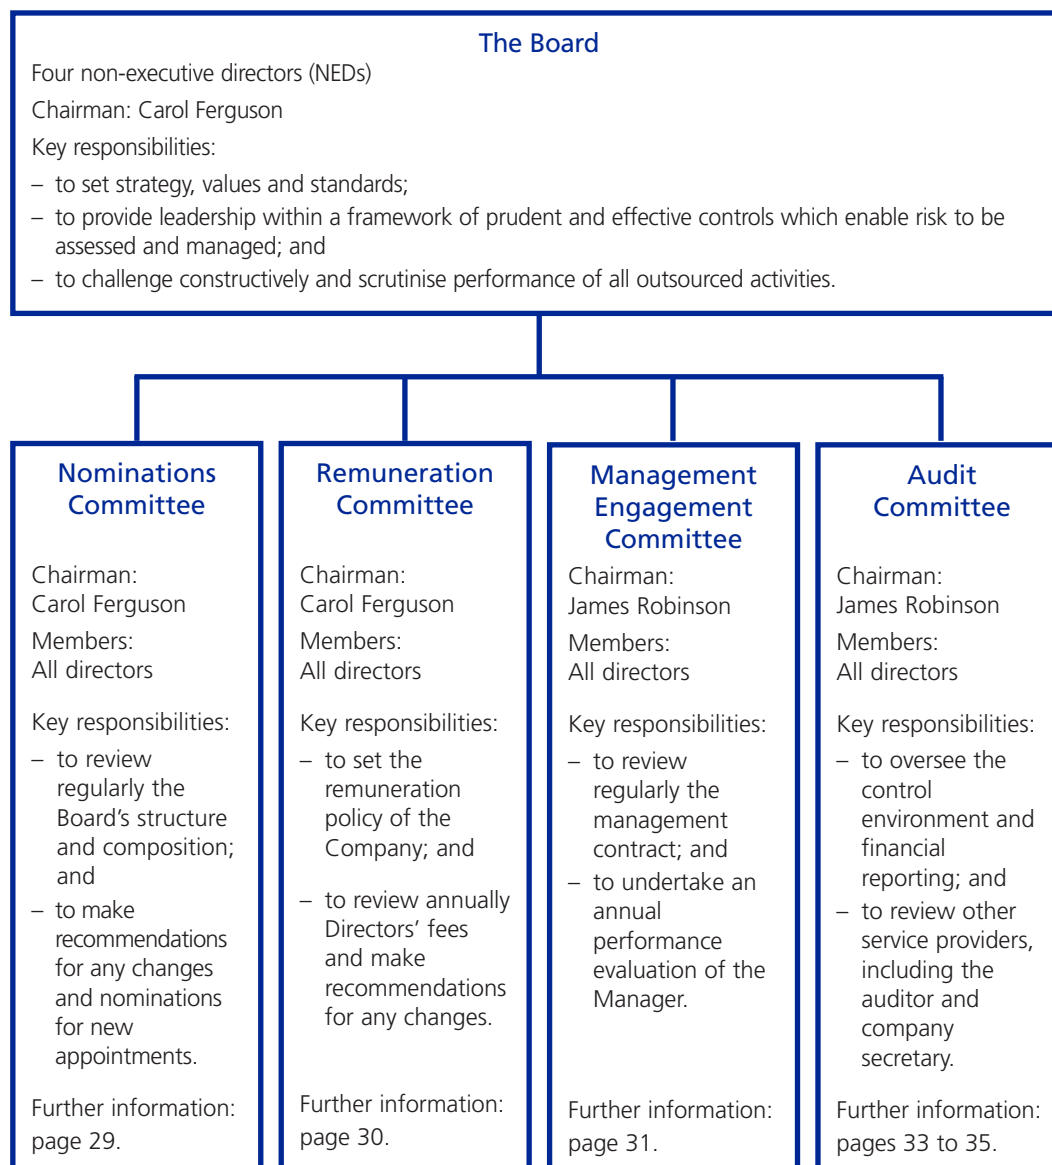 The Board
Four non-executive directors (NEDs)
Chairman: Carol Ferguson
Key responsibilities:
– to set strategy, values and standards;
– to provide leadership within a framework of prudent and effective controls which enable risk to be
assessed and managed; and
– to challenge constructively and scrutinise performance of all outsourced activities.
Nominations
Committee
Chairman:
Carol Ferguson
Members:
All directors
Key responsibilities:
– to review
regularly the
Board’s structure
and composition;
and
– to make
recommendations
for any changes
and nominations
for new
appointments.
Further information:
page 29.
Remuneration
Committee
Chairman:
Carol Ferguson
Members:
All directors
Key responsibilities:
– to set the
remuneration
policy of the
Company; and
– to review annually
Directors’ fees
and make
recommendations
for any changes.
Further information:
page 30.
Management
Engagement
Committee
Chairman:
James Robinson
Members:
All directors
Key responsibilities:
– to review
regularly the
management
contract; and
– to undertake an
annual
performance
evaluation of the
Manager.
Further information:
page 31.
Audit
Committee
Chairman:
James Robinson
Members:
All directors
Key responsibilities:
– to oversee the
control
environment and
financial
reporting; and
– to review other
service providers,
including the
auditor and
company
secretary.
Further information:
pages 33 to 35.